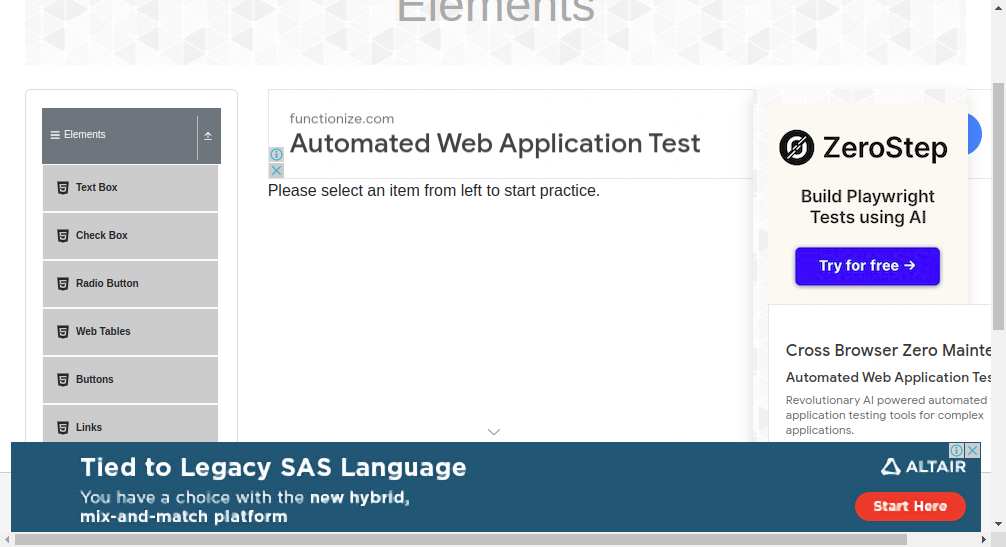 Elements
Elements
Text Box
Check Box
Radio Button
Web Tables
Buttons
Links
functionize.com
Automated Web Application Test
Please select an item from left to start practice.
ZeroStep
Build Playwright
Tests using AI
Try for free →
Cross Browser Zero Mainte
Automated Web Application Tes
Revolutionary AI powered automated
application testing tools for complex
applications.
Tied to Legacy SAS Language
You have a choice with the new hybrid,
mix-and-match platform
ALTAIR
Start Here